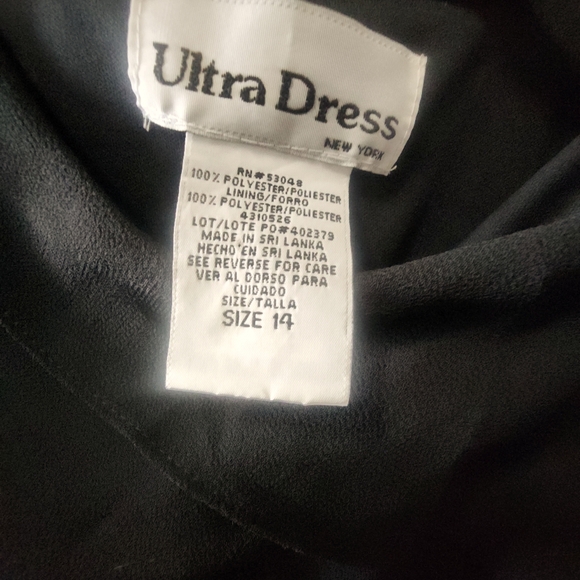 Ultra Dress
NEW YORK
RN#53048
100% POLYESTER/POLIESTER
LINING/FORRO
100% POLYESTER/POLIESTER
4310526
LOT/LOTE PO#402379
MADE IN SRI LANKA
HECHO'EN SRI LANKA
SEE REVERSE FOR CARE
VER AL DORSO PARA
CUIDADO
SIZE/TALLA
SIZE 14